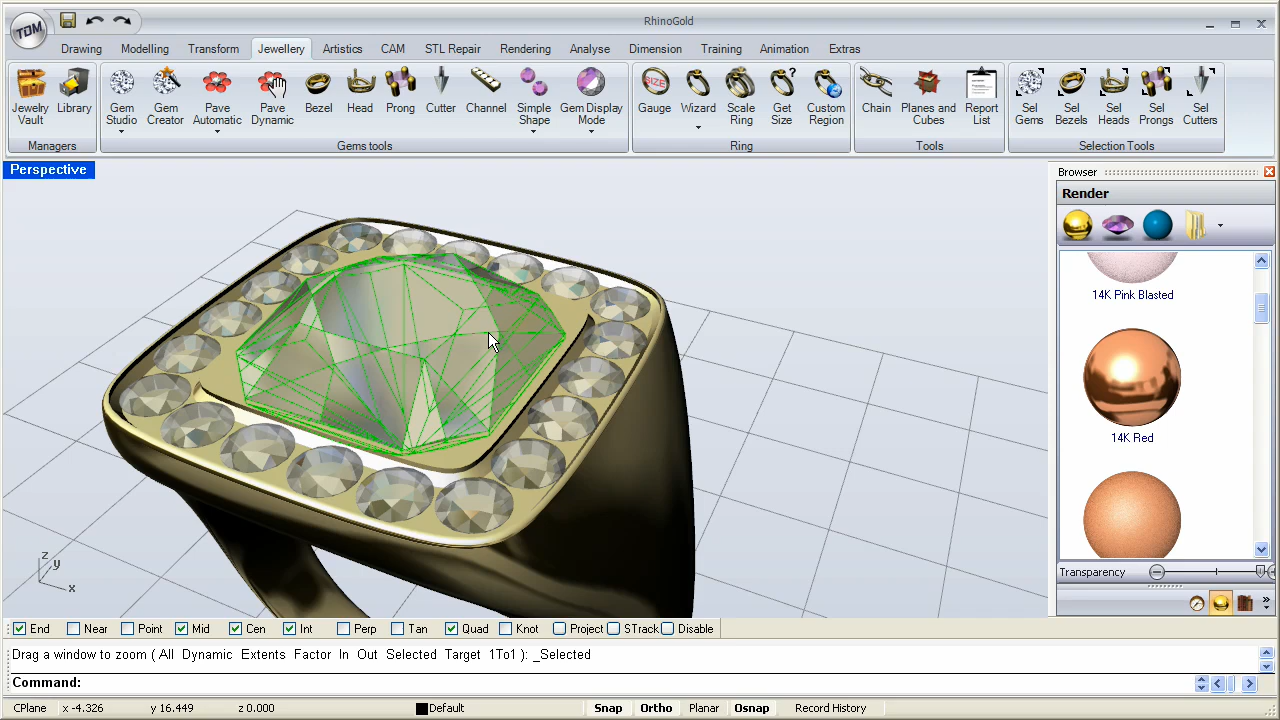 RhinoGold
TDM
Drawing Modelling Transform Jewellery Artistics CAM STL Repair Rendering Analyse Dimension Training Animation Extras
Jewelry Vault
Library
Gem Studio
Gem Creator
Pave Automatic
Pave Dynamic
Bezel
Head
Prong
Cutter
Channel
Simple Shape
Gem Display Mode
SIZE
Gauge
Wizard
Scale Ring
Get Size
Custom Region
Chain
Planes and Cubes
Report List
Sel Gems
Sel Bezels
Sel Heads
Sel Prongs
Sel Cutters
Managers
Gems tools
Ring
Tools
Selection Tools
Perspective
Browser
Render
14K Pink Blasted
14K Red
Transparency
z
y
x
End Near Point Mid Cen Int Perp Tan Quad Knot Project STrack Disable
Drag a window to zoom ( All Dynamic Extents Factor In Out Selected Target 1To1 ): _Selected
Command:
CPlane x -4.326 y 16.449 z 0.000 Default Snap Ortho Planar Osnap Record History